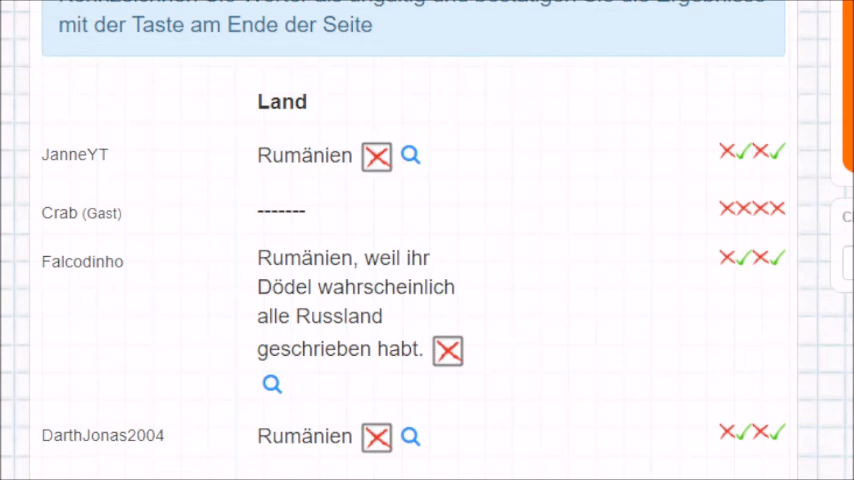 mit der Taste am Ende der Seite
Land
JanneYT
Rumänien
Crab (Gast)
-------
Falcodinho
Rumänien, weil ihr
Dödel wahrscheinlich
alle Russland
geschrieben habt.
DarthJonas2004
Rumänien